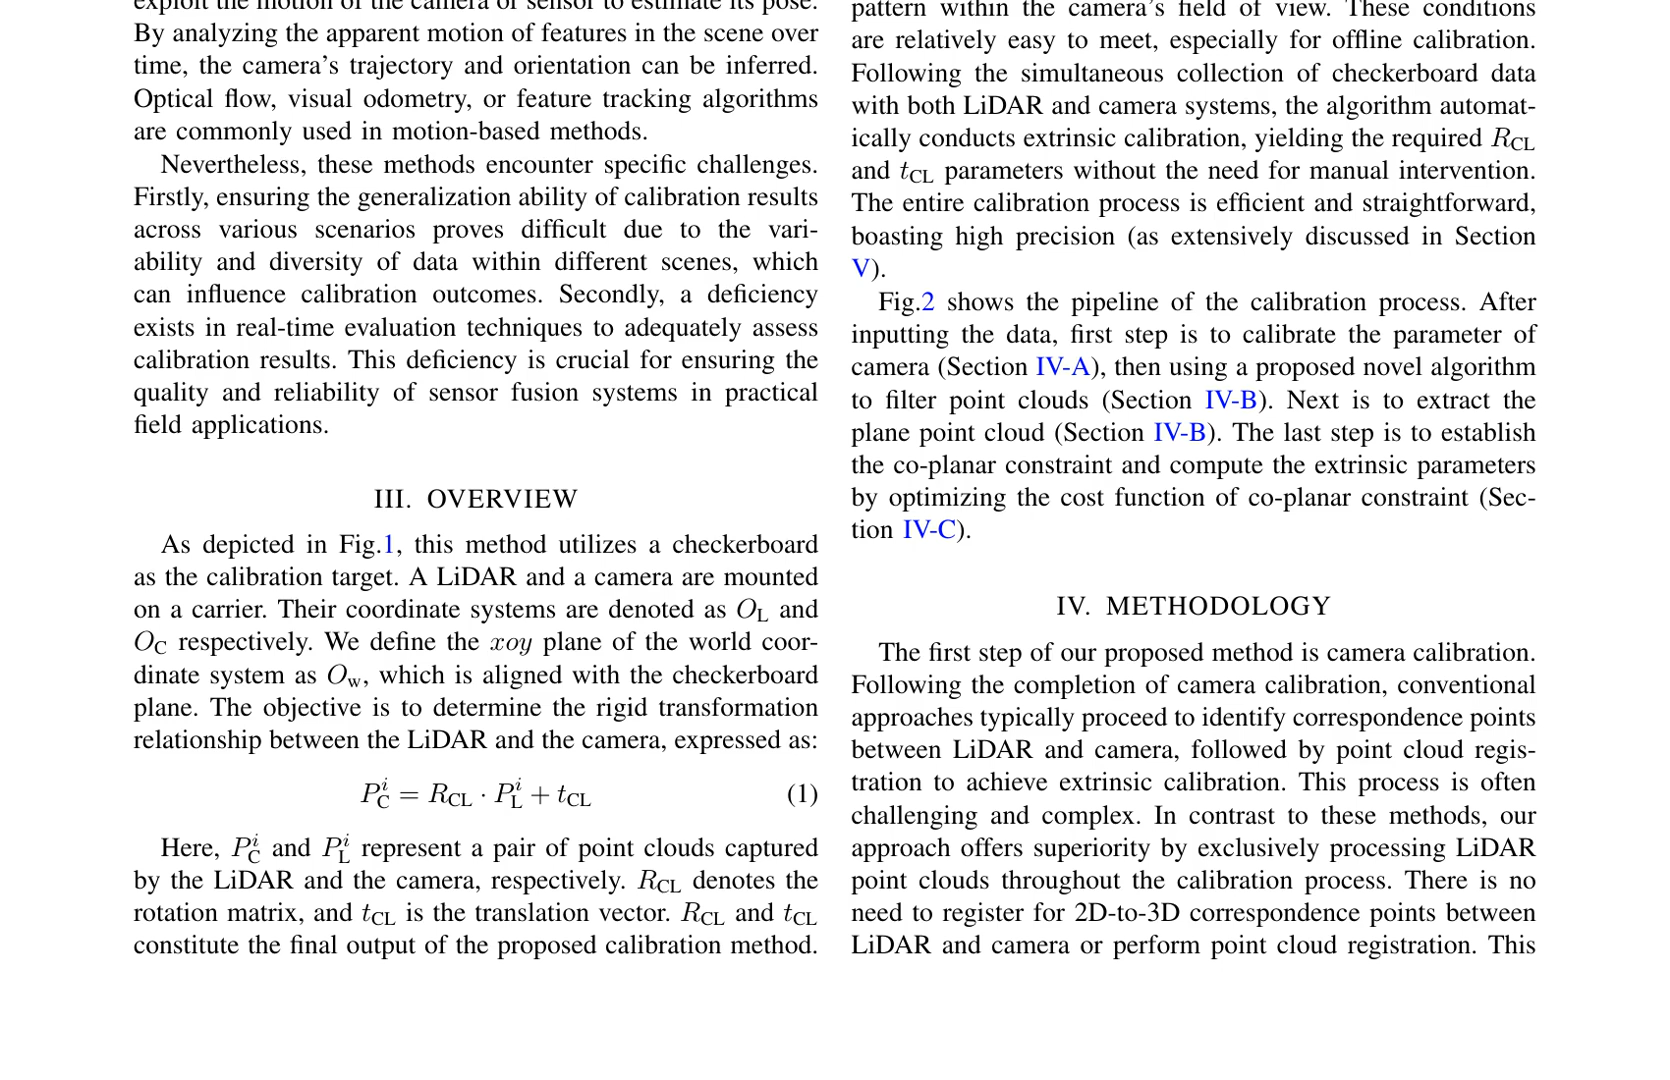 exploit the motion of the camera or sensor to estimate its pose.
By analyzing the apparent motion of features in the scene over
time, the camera's trajectory and orientation can be inferred.
Optical flow, visual odometry, or feature tracking algorithms
are commonly used in motion-based methods.
Nevertheless, these methods encounter specific challenges.
Firstly, ensuring the generalization ability of calibration results
across various scenarios proves difficult due to the vari-
ability and diversity of data within different scenes, which
can influence calibration outcomes. Secondly, a deficiency
exists in real-time evaluation techniques to adequately assess
calibration results. This deficiency is crucial for ensuring the
quality and reliability of sensor fusion systems in practical
field applications.
III. OVERVIEW
As depicted in Fig.1, this method utilizes a checkerboard
as the calibration target. A LiDAR and a camera are mounted
on a carrier. Their coordinate systems are denoted as O_L and
O_C respectively. We define the xoy plane of the world coor-
dinate system as O_w, which is aligned with the checkerboard
plane. The objective is to determine the rigid transformation
relationship between the LiDAR and the camera, expressed as:
P_C^i = R_CL · P_L^i + t_CL (1)
Here, P_C^i and P_L^i represent a pair of point clouds captured
by the LiDAR and the camera, respectively. R_CL denotes the
rotation matrix, and t_CL is the translation vector. R_CL and t_CL
constitute the final output of the proposed calibration method.
pattern within the camera's field of view. These conditions
are relatively easy to meet, especially for offline calibration.
Following the simultaneous collection of checkerboard data
with both LiDAR and camera systems, the algorithm automat-
ically conducts extrinsic calibration, yielding the required R_CL
and t_CL parameters without the need for manual intervention.
The entire calibration process is efficient and straightforward,
boasting high precision (as extensively discussed in Section
V).
Fig.2 shows the pipeline of the calibration process. After
inputting the data, first step is to calibrate the parameter of
camera (Section IV-A), then using a proposed novel algorithm
to filter point clouds (Section IV-B). Next is to extract the
plane point cloud (Section IV-B). The last step is to establish
the co-planar constraint and compute the extrinsic parameters
by optimizing the cost function of co-planar constraint (Sec-
tion IV-C).
IV. METHODOLOGY
The first step of our proposed method is camera calibration.
Following the completion of camera calibration, conventional
approaches typically proceed to identify correspondence points
between LiDAR and camera, followed by point cloud regis-
tration to achieve extrinsic calibration. This process is often
challenging and complex. In contrast to these methods, our
approach offers superiority by exclusively processing LiDAR
point clouds throughout the calibration process. There is no
need to register for 2D-to-3D correspondence points between
LiDAR and camera or perform point cloud registration. This